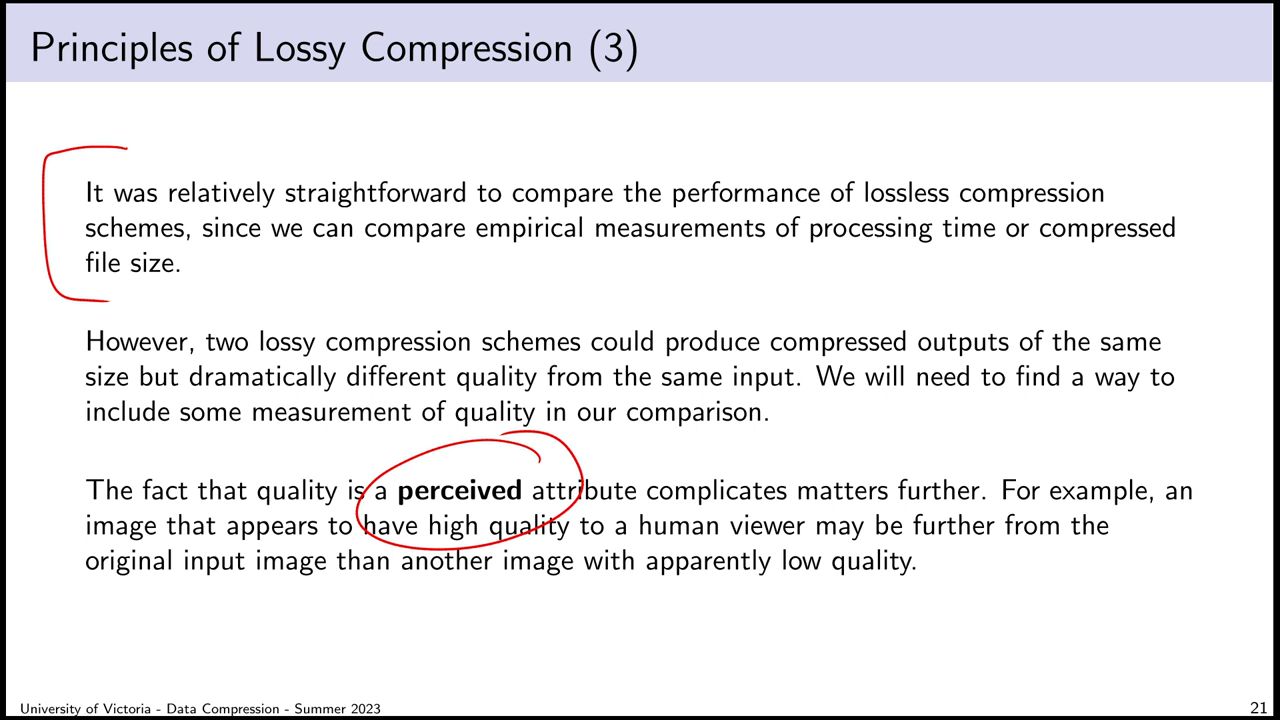 Principles of Lossy Compression (3)
It was relatively straightforward to compare the performance of lossless compression
schemes, since we can compare empirical measurements of processing time or compressed
file size.
However, two lossy compression schemes could produce compressed outputs of the same
size but dramatically different quality from the same input. We will need to find a way to
include some measurement of quality in our comparison.
The fact that quality is a perceived attribute complicates matters further. For example, an
image that appears to have high quality to a human viewer may be further from the
original input image than another image with apparently low quality.
University of Victoria - Data Compression - Summer 2023
21